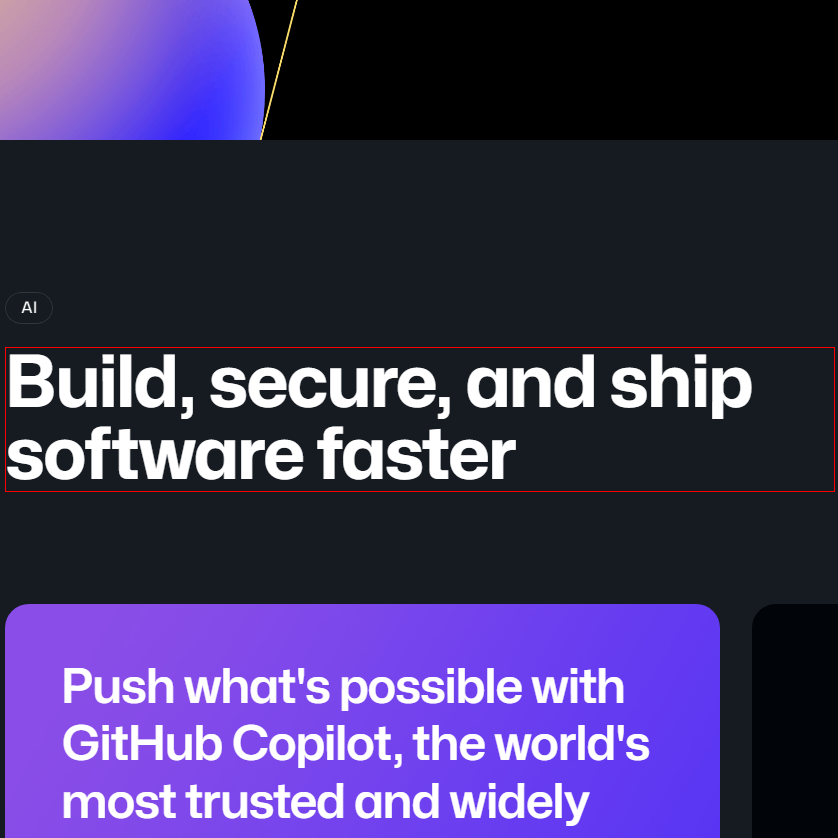 AI
Build, secure, and ship
software faster
Push what's possible with
GitHub Copilot, the world's
most trusted and widely